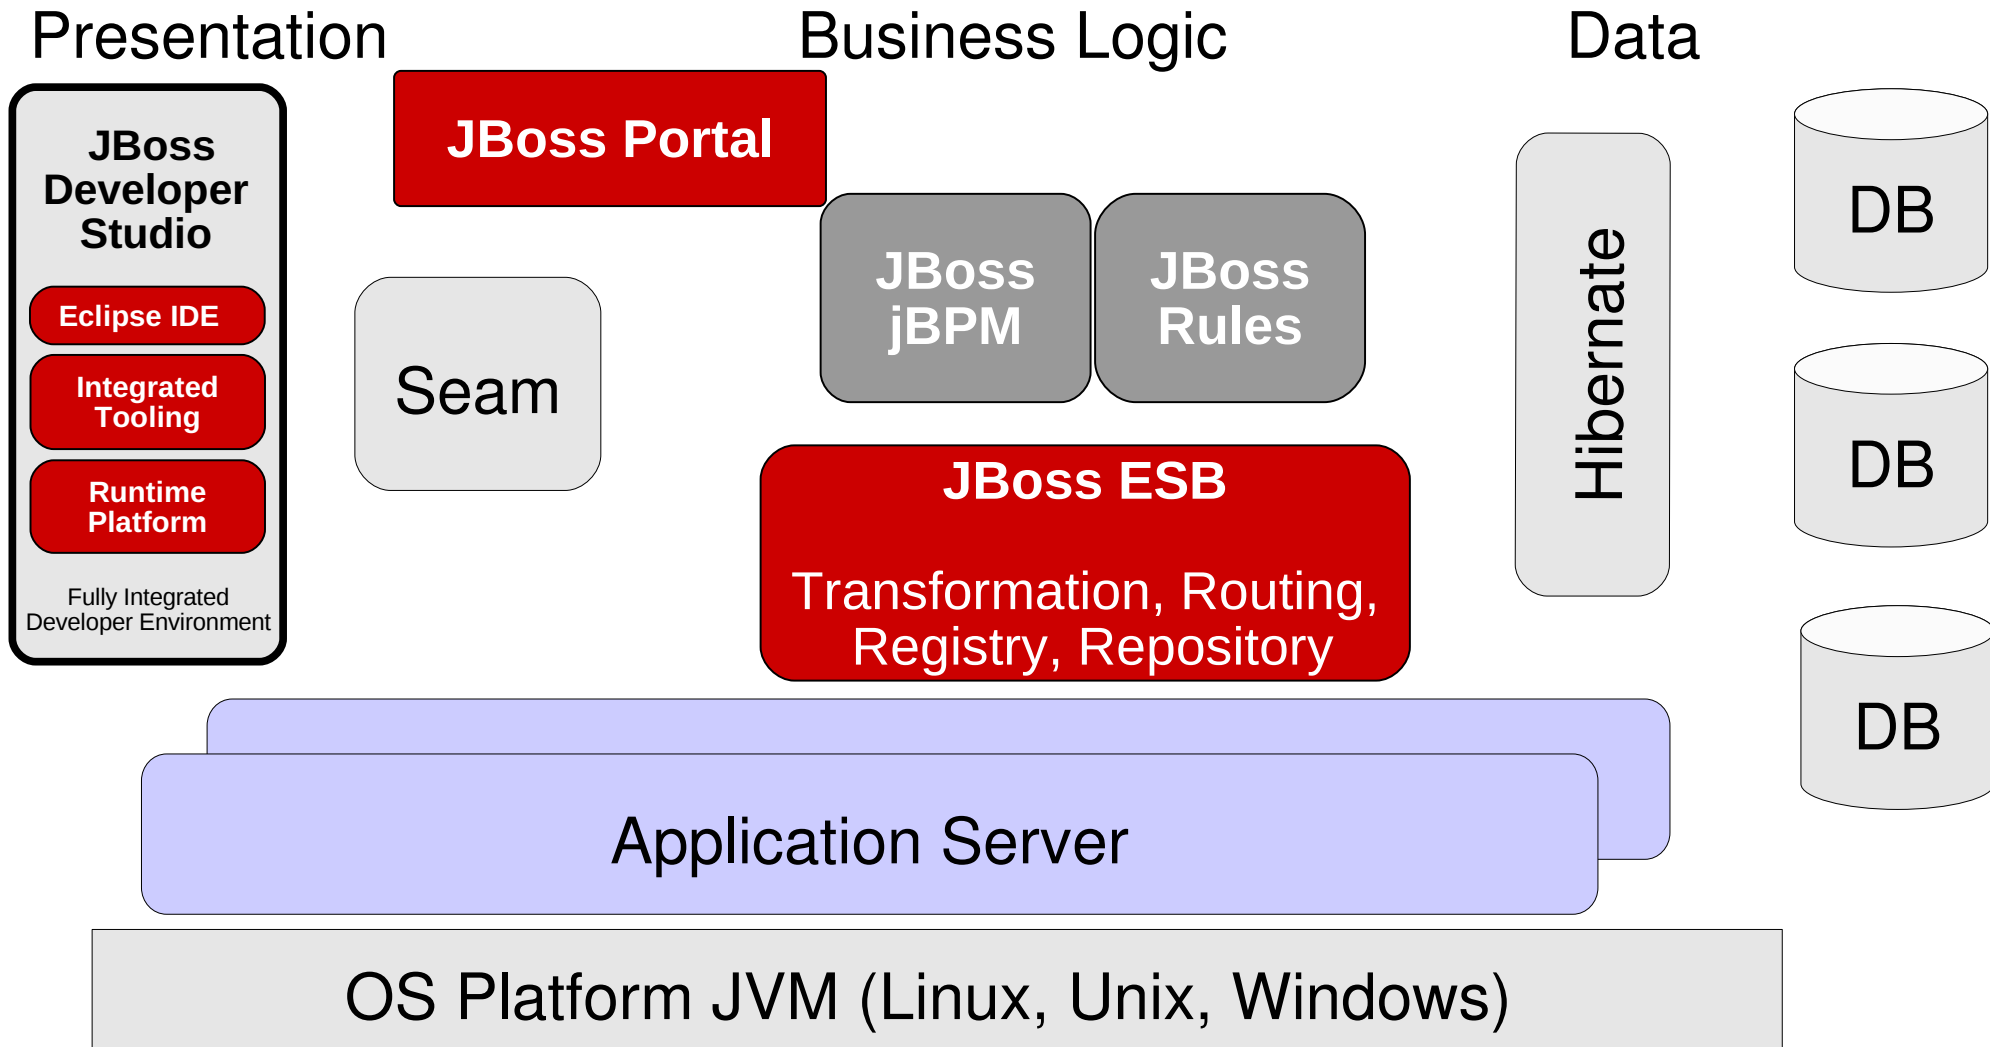 Presentation
Business Logic
Data
JBoss
Developer
Studio
Eclipse IDE
Integrated
Tooling
Runtime
Platform
Fully Integrated
Developer Environment
JBoss Portal
Seam
JBoss
jBPM
JBoss
Rules
JBoss ESB
Transformation, Routing,
Registry, Repository
Hibernate
DB
DB
DB
Application Server
OS Platform JVM (Linux, Unix, Windows)